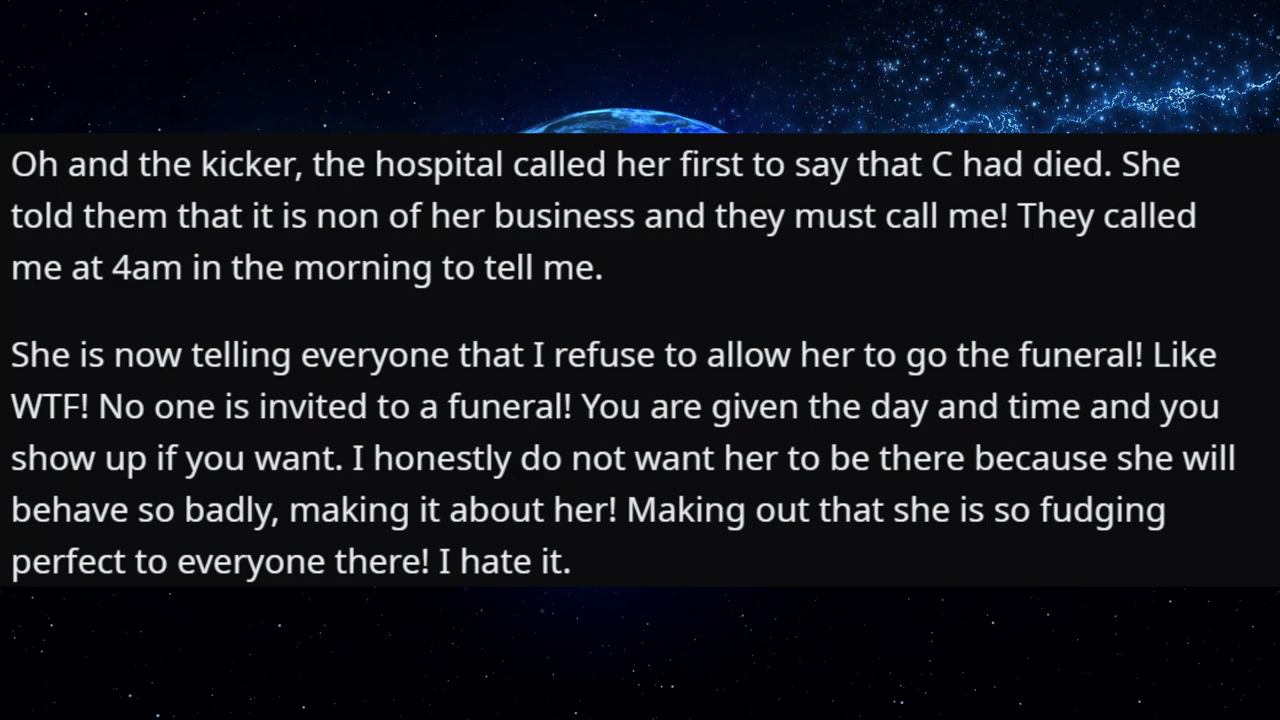 Oh and the kicker, the hospital called her first to say that C had died. She
told them that it is non of her business and they must call me! They called
me at 4am in the morning to tell me.
She is now telling everyone that I refuse to allow her to go the funeral! Like
WTF! No one is invited to a funeral! You are given the day and time and you
show up if you want. I honestly do not want her to be there because she will
behave so badly, making it about her! Making out that she is so fudging
perfect to everyone there! I hate it.